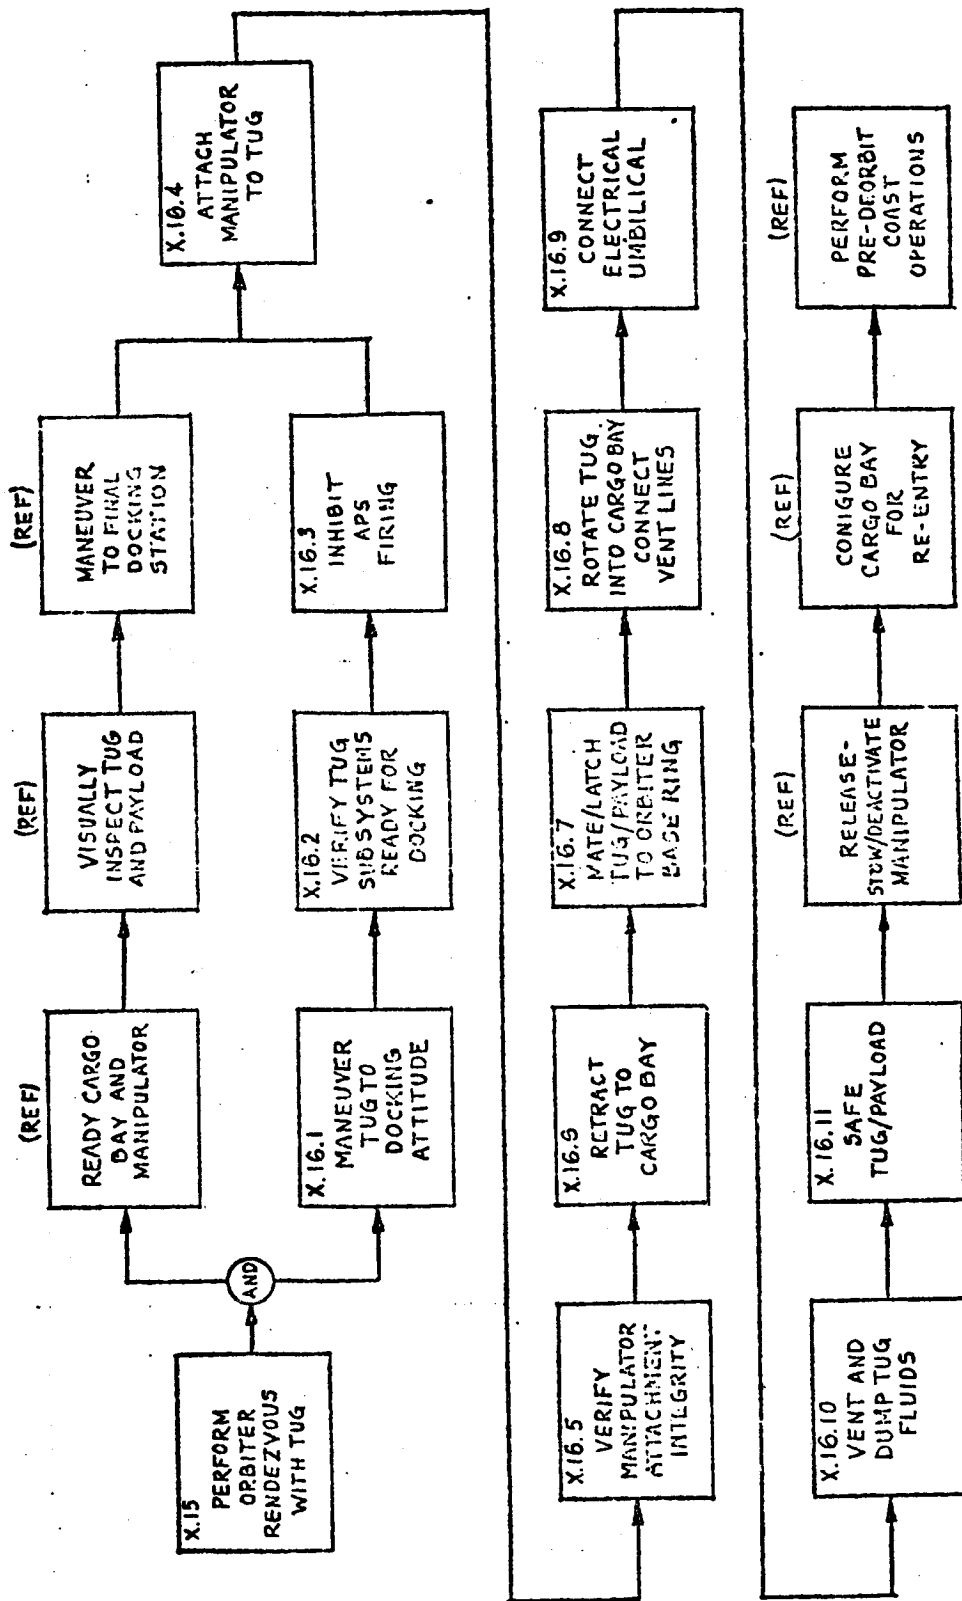 X.15
PERFORM
ORBITER
RENDEZVOUS
WITH TUG
AND
(REF)
READY CARGO
BAY AND
MANIPULATOR
(REF)
VISUALLY
INSPECT TUG
AND PAYLOAD
(REF)
MANEUVER
TO FINAL
DOCKING
STATION
X.16.1
MANEUVER
TUG TO
DOCKING
ATTITUDE
X.16.2
VERIFY TUG
SUBSYSTEMS
READY FOR
DOCKING
X.16.3
INHIBIT
APS
FIRING
X.16.4
ATTACH
MANIPULATOR
TO TUG
X.16.5
VERIFY
MANIPULATOR
ATTACHMENT
INTEGRITY
X.16.6
RETRACT
TUG TO
CARGO BAY
X.16.7
MATE/LATCH
TUG/PAYLOAD
TO ORBITER
BASE RING
X.16.8
ROTATE TUG
INTO CARGO BAY
CONNECT
VENT LINES
X.16.9
CONNECT
ELECTRICAL
UMBILICAL
X.16.10
VENT AND
DUMP TUG
FLUIDS
X.16.11
SAFE
TUG/PAYLOAD
(REF)
RELEASE-
STOW/DEACTIVATE
MANIPULATOR
(REF)
CONIGURE
CARGO BAY
FOR
RE-ENTRY
(REF)
PERFORM
PRE-DEORBIT
COAST
OPERATIONS